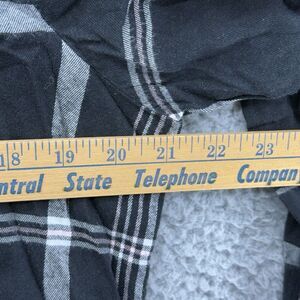 18 19 20 21 22 23
ntral State Telephone Compan